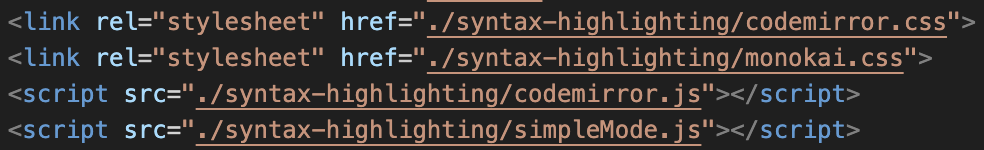 <link rel="stylesheet" href="./syntax-highlighting/codemirror.css">
<link rel="stylesheet" href="./syntax-highlighting/monokai.css">
<script src="./syntax-highlighting/codemirror.js"></script>
<script src="./syntax-highlighting/simpleMode.js"></script>